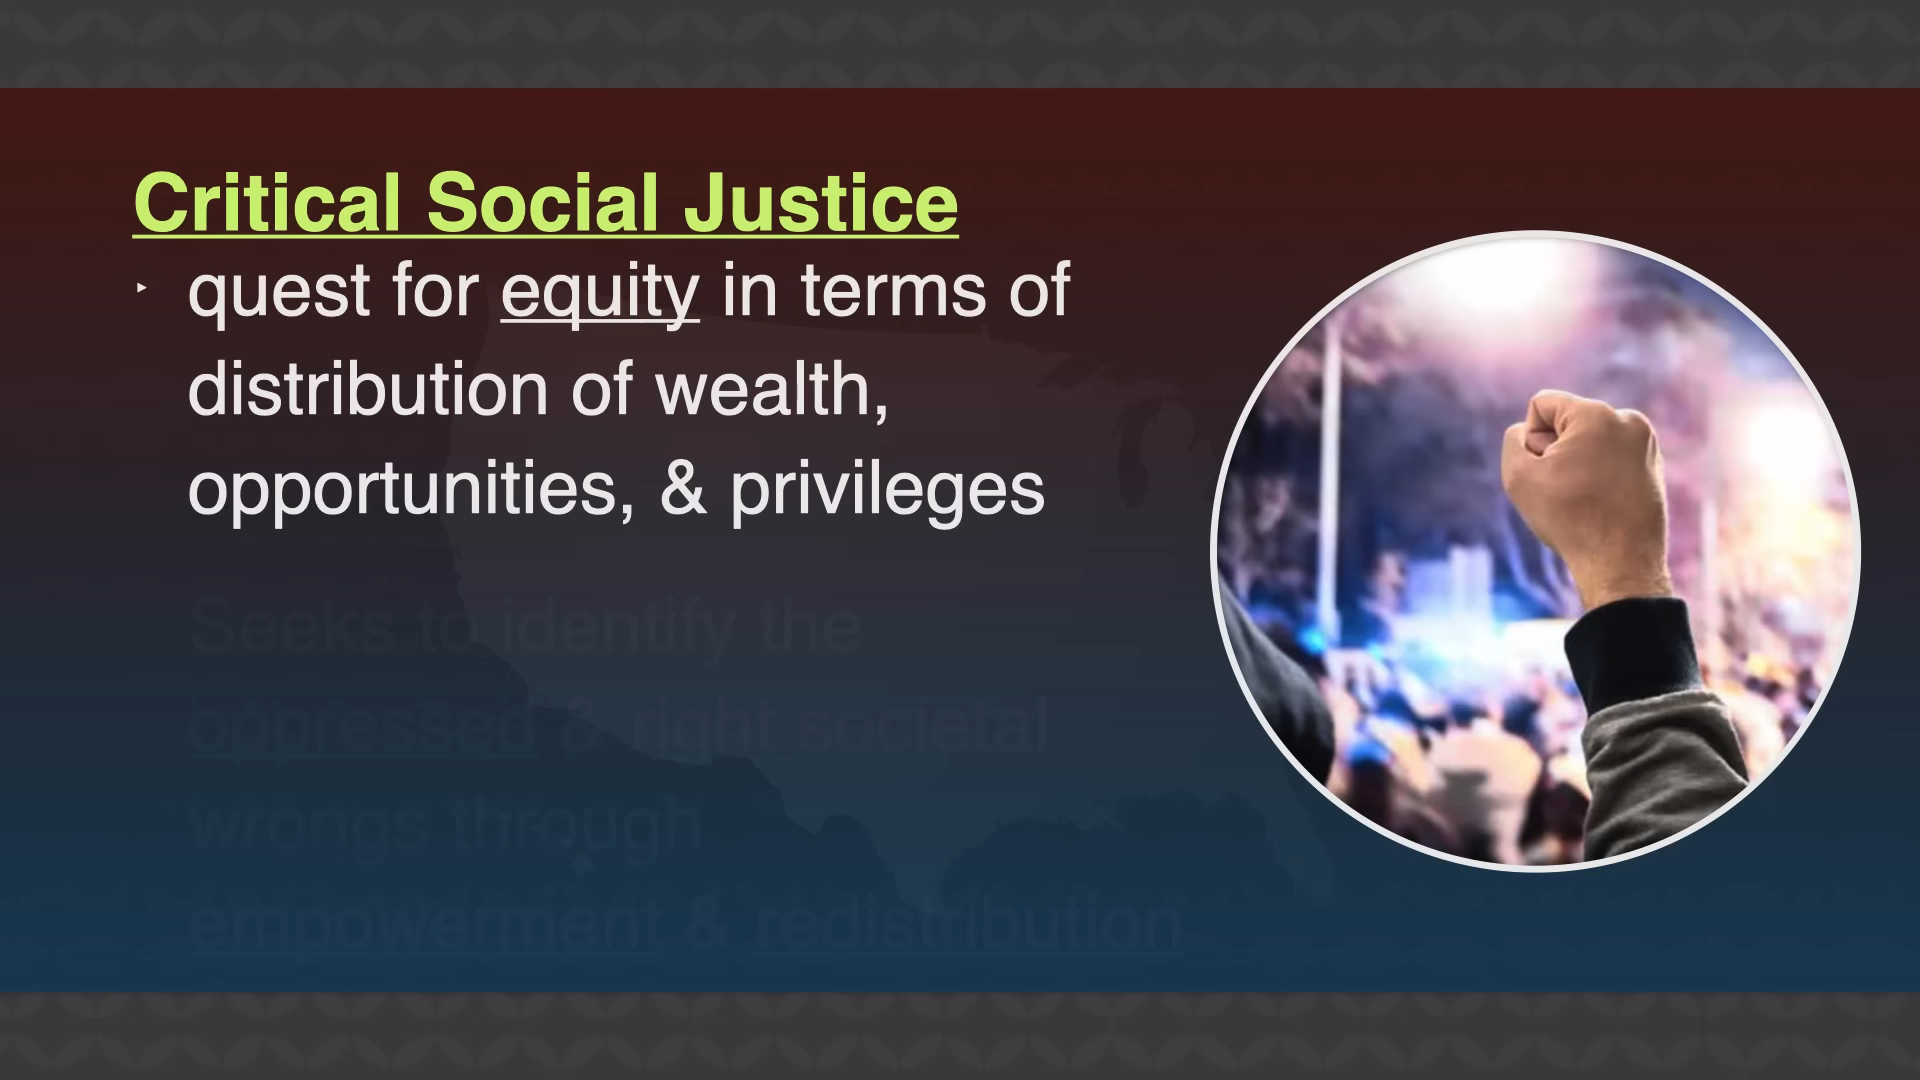 Critical Social Justice
‣ quest for equity in terms of
distribution of wealth,
opportunities, & privileges
Seeks to identify the
oppressed & right societal
wrongs through
empowerment & redistribution